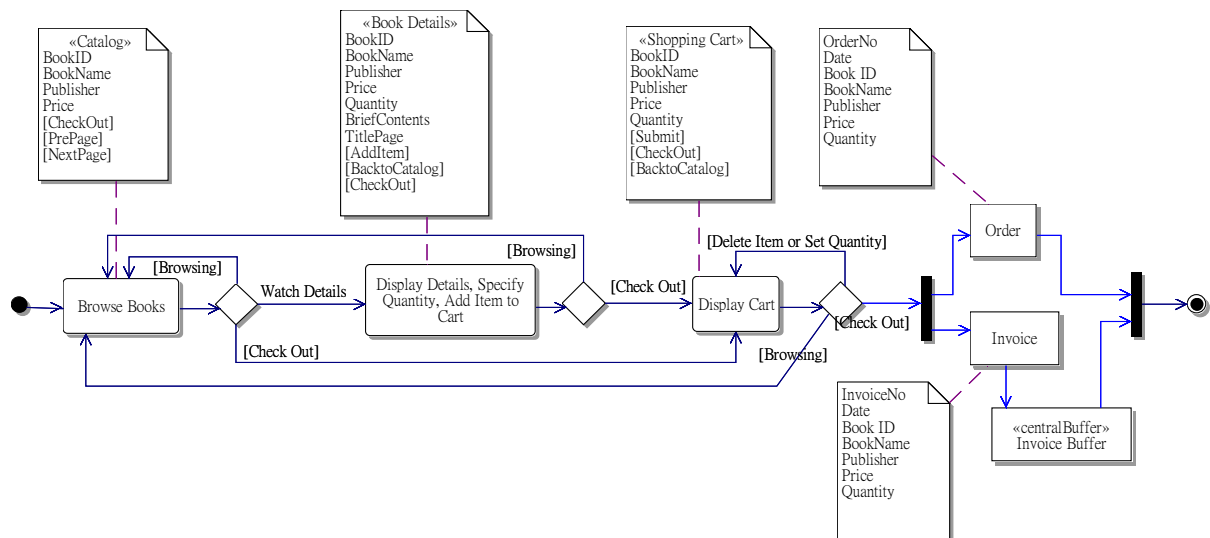 «Catalog»
BookID
BookName
Publisher
Price
[CheckOut]
[PrePage]
[NextPage]
«Book Details»
BookID
BookName
Publisher
Price
Quantity
BriefContents
TitlePage
[AddItem]
[BacktoCatalog]
[CheckOut]
«Shopping Cart»
BookID
BookName
Publisher
Price
Quantity
[Submit]
[CheckOut]
[BacktoCatalog]
OrderNo
Date
Book ID
BookName
Publisher
Price
Quantity
Browse Books
[Browsing]
Watch Details
[Check Out]
Display Details, Specify
Quantity, Add Item to
Cart
[Browsing]
[Check Out]
Display Cart
[Delete Item or Set Quantity]
[Check Out]
[Browsing]
Order
Invoice
«centralBuffer»
Invoice Buffer
InvoiceNo
Date
Book ID
BookName
Publisher
Price
Quantity